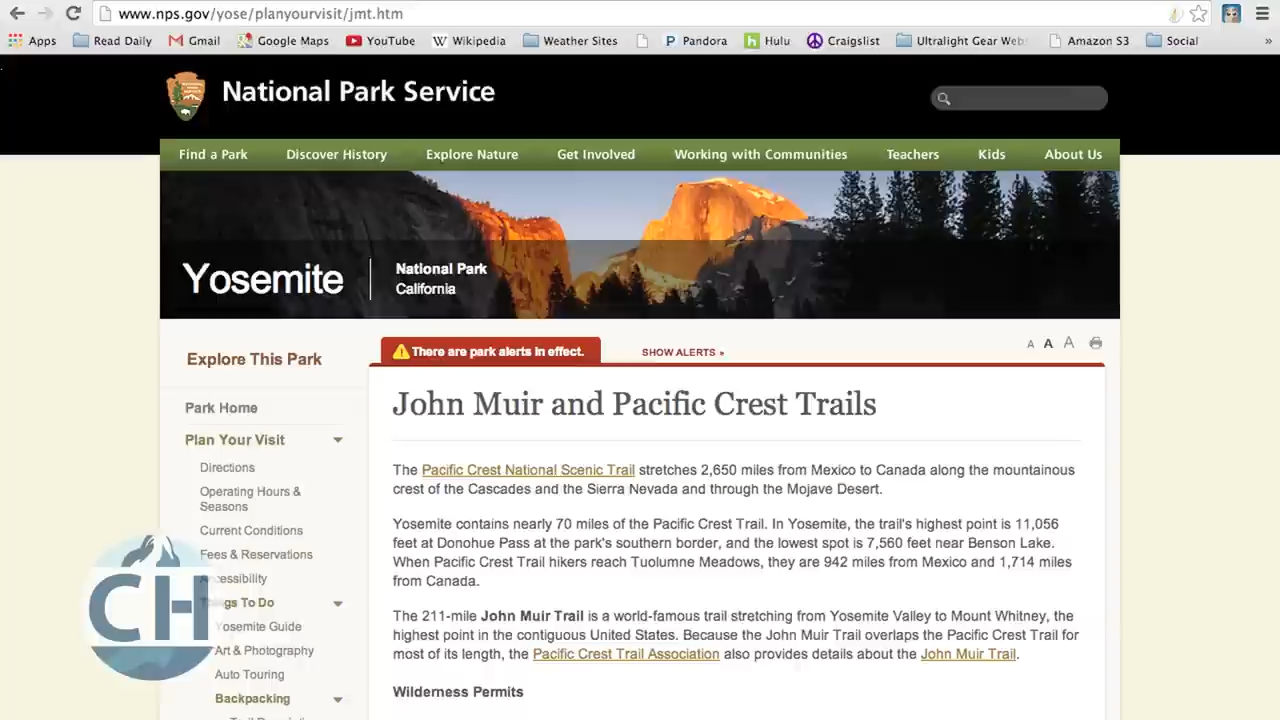 www.nps.gov/yose/planyourvisit/jmt.htm
Apps Read Daily Gmail Google Maps YouTube Wikipedia Weather Sites Pandora Hulu Craigslist Ultralight Gear Web Amazon S3 Social »
National Park Service
Find a Park Discover History Explore Nature Get Involved Working with Communities Teachers Kids About Us
Yosemite
National Park
California
Explore This Park
Park Home
Plan Your Visit
Directions
Operating Hours &
Seasons
Current Conditions
Fees & Reservations
Accessibility
Things To Do
Yosemite Guide
Art & Photography
Auto Touring
Backpacking
CH
There are park alerts in effect.
SHOW ALERTS »
A A A
John Muir and Pacific Crest Trails
The Pacific Crest National Scenic Trail stretches 2,650 miles from Mexico to Canada along the mountainous
crest of the Cascades and the Sierra Nevada and through the Mojave Desert.
Yosemite contains nearly 70 miles of the Pacific Crest Trail. In Yosemite, the trail's highest point is 11,056
feet at Donohue Pass at the park's southern border, and the lowest spot is 7,560 feet near Benson Lake.
When Pacific Crest Trail hikers reach Tuolumne Meadows, they are 942 miles from Mexico and 1,714 miles
from Canada.
The 211-mile John Muir Trail is a world-famous trail stretching from Yosemite Valley to Mount Whitney, the
highest point in the contiguous United States. Because the John Muir Trail overlaps the Pacific Crest Trail for
most of its length, the Pacific Crest Trail Association also provides details about the John Muir Trail.
Wilderness Permits